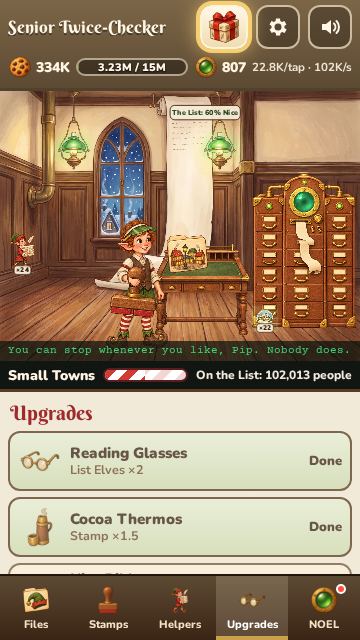 Senior Twice-Checker
334K
3.23M / 15M
807
22.8K/tap · 102K/s
The List: 60% Nice
×24
×22
You can stop whenever you like, Pip. Nobody does.
Small Towns
On the List: 102,013 people
Upgrades
Reading Glasses
List Elves ×2
Done
Cocoa Thermos
Stamp ×1.5
Done
Files
Stamps
Helpers
Upgrades
NOEL